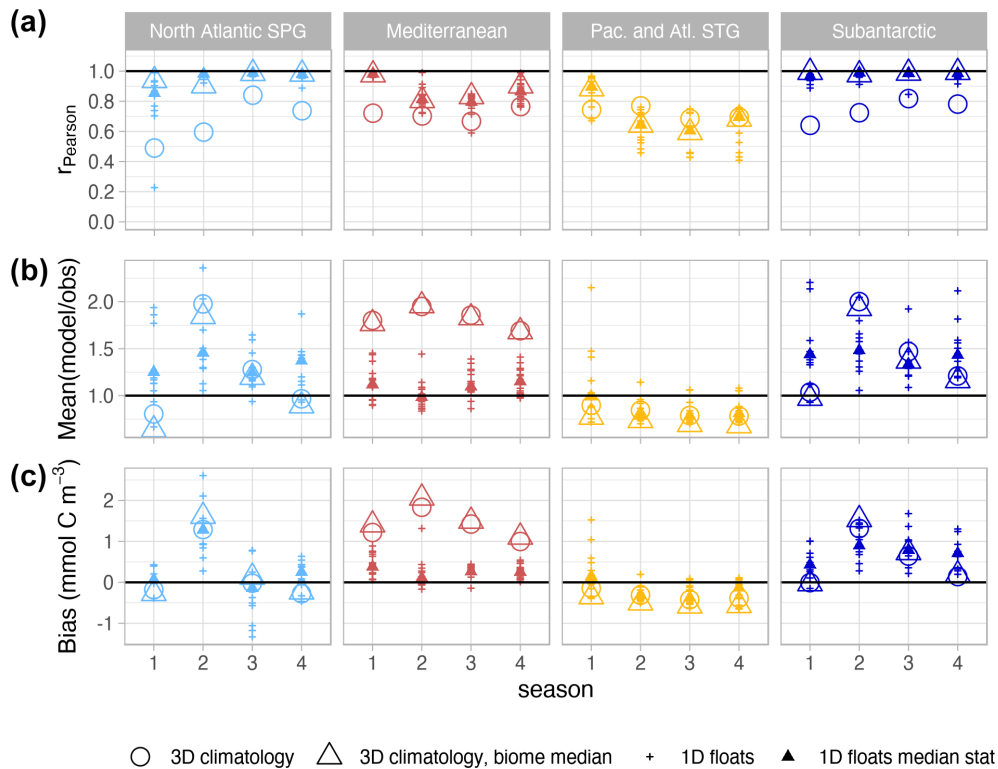 (a)
North Atlantic SPG
Mediterranean
Pac. and Atl. STG
Subantarctic
r_Pearson
1.0
0.8
0.6
0.4
0.2
0.0
(b)
Mean(model/obs)
2.0
1.5
1.0
(c)
Bias (mmol C m⁻³)
2
1
0
-1
1 2 3 4
1 2 3 4
1 2 3 4
1 2 3 4
season
3D climatology
3D climatology, biome median
1D floats
1D floats median stat